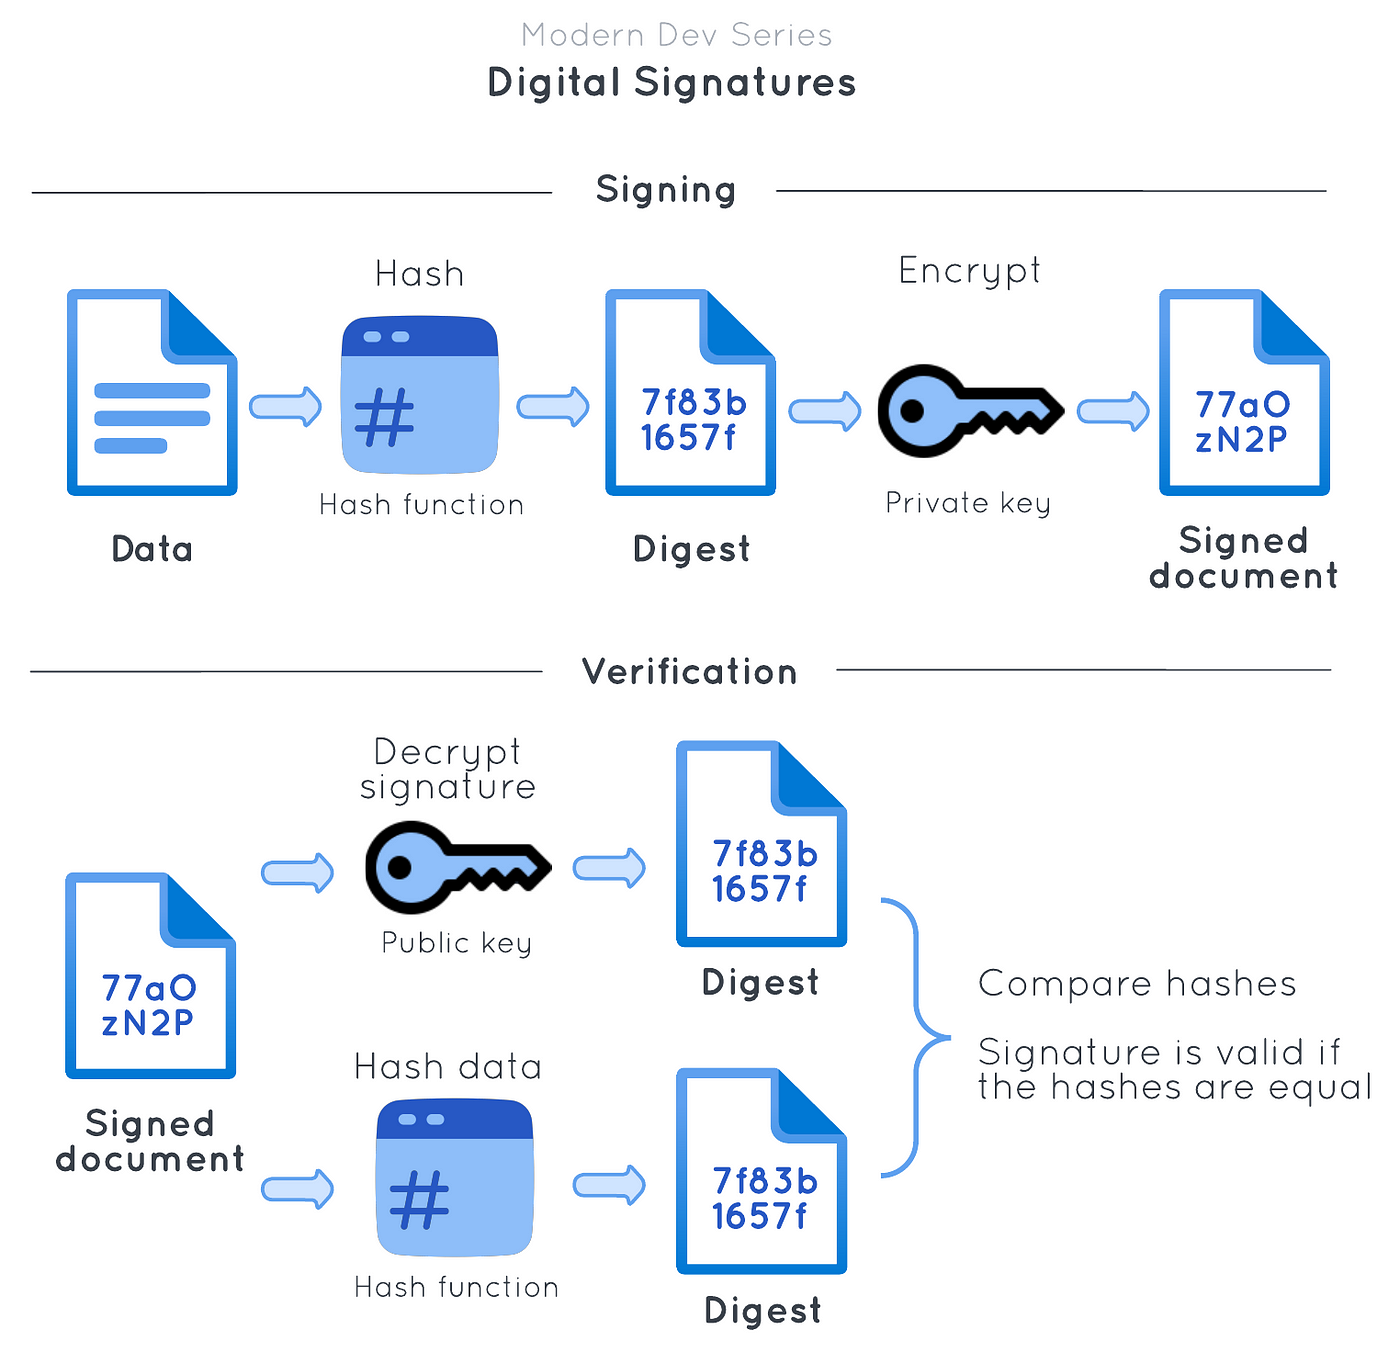 Modern Dev Series
Digital Signatures
Signing
Hash
Encrypt
#
7f83b
1657f
77aO
zN2P
Hash function
Private key
Data
Digest
Signed
document
Verification
Decrypt
signature
7f83b
1657f
Public key
Digest
77aO
zN2P
Signed
document
Hash data
#
7f83b
1657f
Hash function
Digest
Compare hashes
Signature is valid if
the hashes are equal